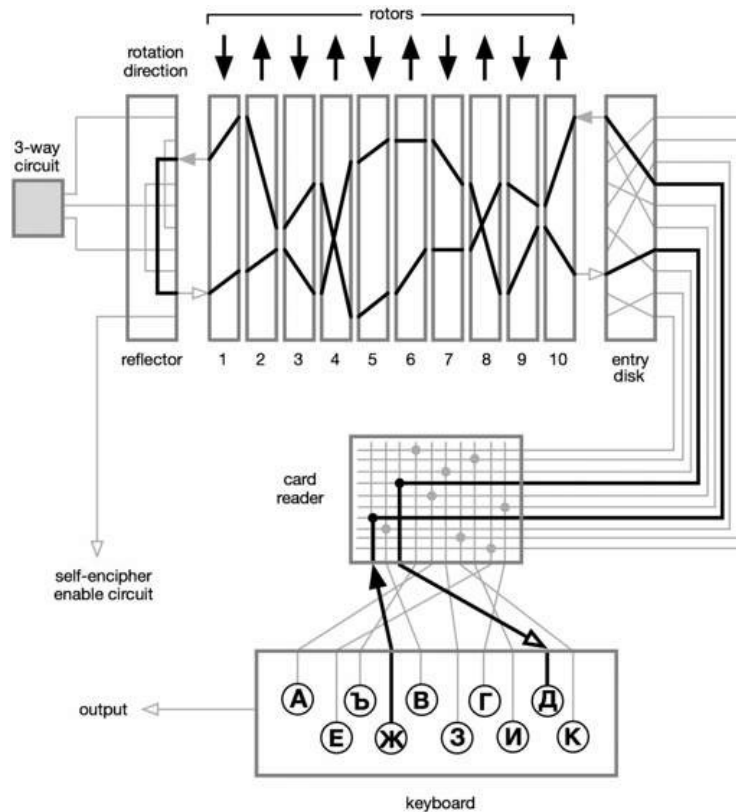 rotors
rotation
direction
3-way
circuit
reflector
1 2 3 4 5 6 7 8 9 10
entry
disk
card
reader
self-encipher
enable circuit
output
А Ъ В Г Д
Е Ж З И К
keyboard